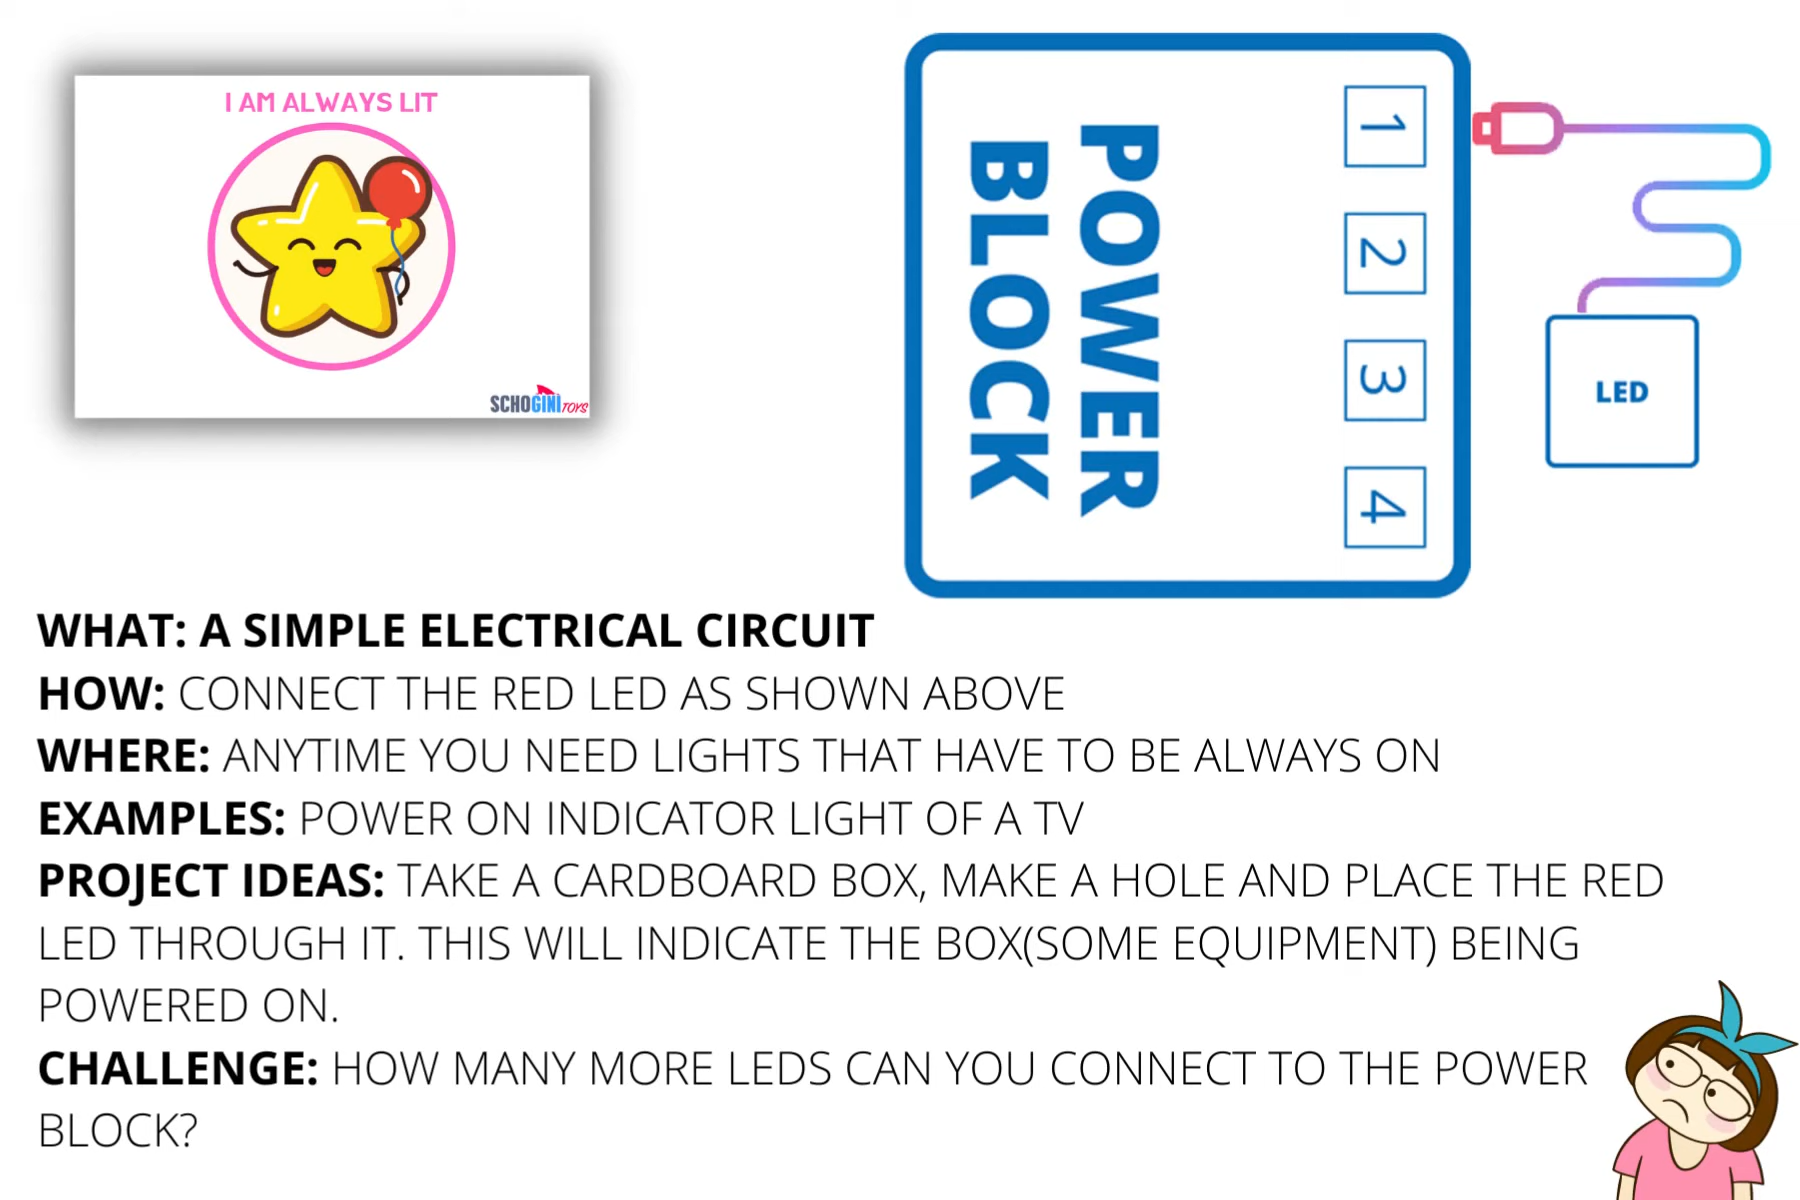 I AM ALWAYS LIT
SCHOGINI TOYS
POWER
BLOCK
1
2
3
4
LED
WHAT: A SIMPLE ELECTRICAL CIRCUIT
HOW: CONNECT THE RED LED AS SHOWN ABOVE
WHERE: ANYTIME YOU NEED LIGHTS THAT HAVE TO BE ALWAYS ON
EXAMPLES: POWER ON INDICATOR LIGHT OF A TV
PROJECT IDEAS: TAKE A CARDBOARD BOX, MAKE A HOLE AND PLACE THE RED
LED THROUGH IT. THIS WILL INDICATE THE BOX(SOME EQUIPMENT) BEING
POWERED ON.
CHALLENGE: HOW MANY MORE LEDS CAN YOU CONNECT TO THE POWER
BLOCK?